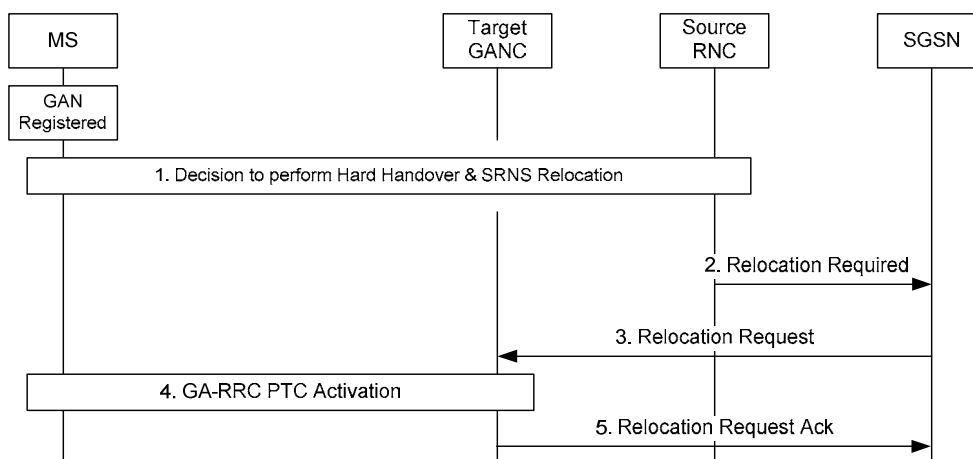 MS
Target
GANC
Source
RNC
SGSN
GAN
Registered
1. Decision to perform Hard Handover & SRNS Relocation
2. Relocation Required
3. Relocation Request
4. GA-RRC PTC Activation
5. Relocation Request Ack